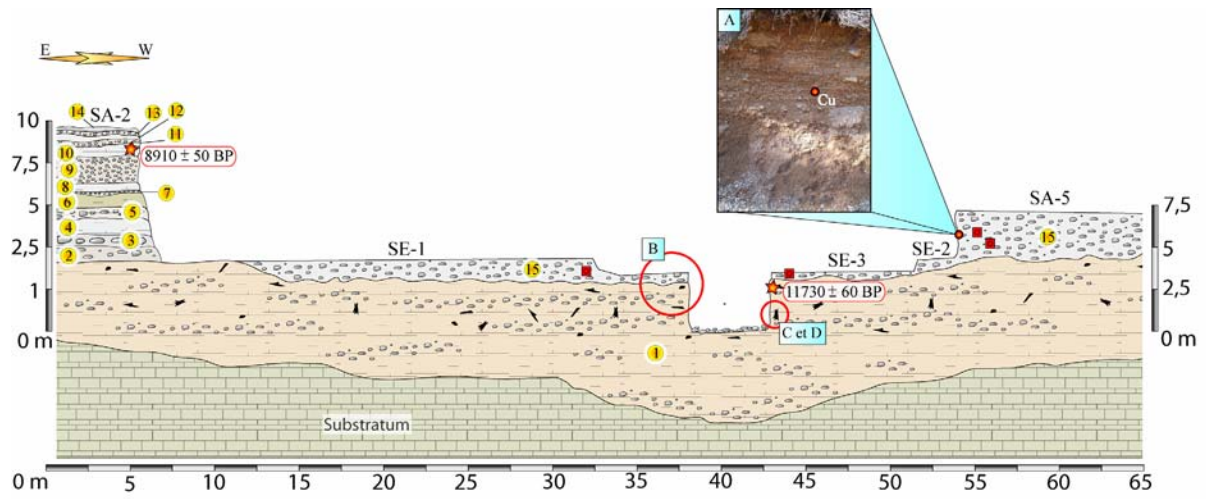 A
E W
Cu
14 SA-2 13 12
H
8910 ± 50 BP
10
9
8
7
6
5
4
3
2
10
7,5
5
2,5
1
0 m
SA-5
15
SE-2
SE-3
SE-1
15
B
11730 ± 60 BP
C et D
1
7,5
5
2,5
0 m
Substratum
0 m 5 10 15 20 25 30 35 40 45 50 55 60 65